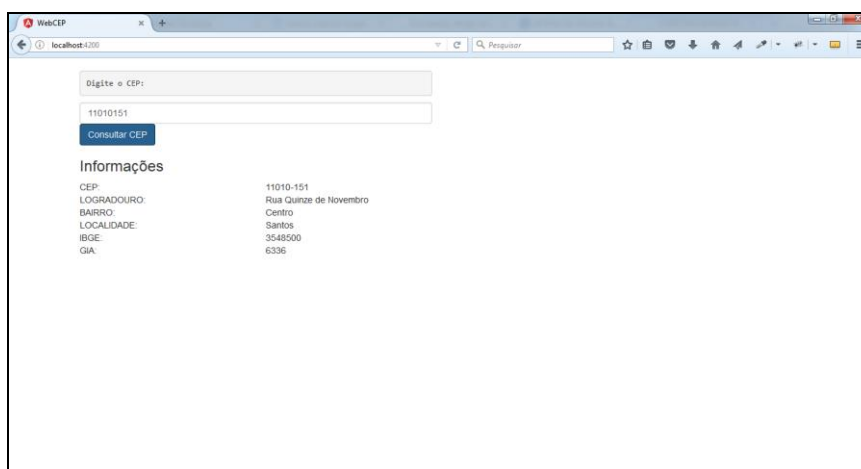 WebCEP
localhost:4200
Pesquisar
Digite o CEP:
11010151
Consultar CEP
Informações
CEP: 11010-151
LOGRADOURO: Rua Quinze de Novembro
BAIRRO: Centro
LOCALIDADE: Santos
IBGE: 3548500
GIA: 6336